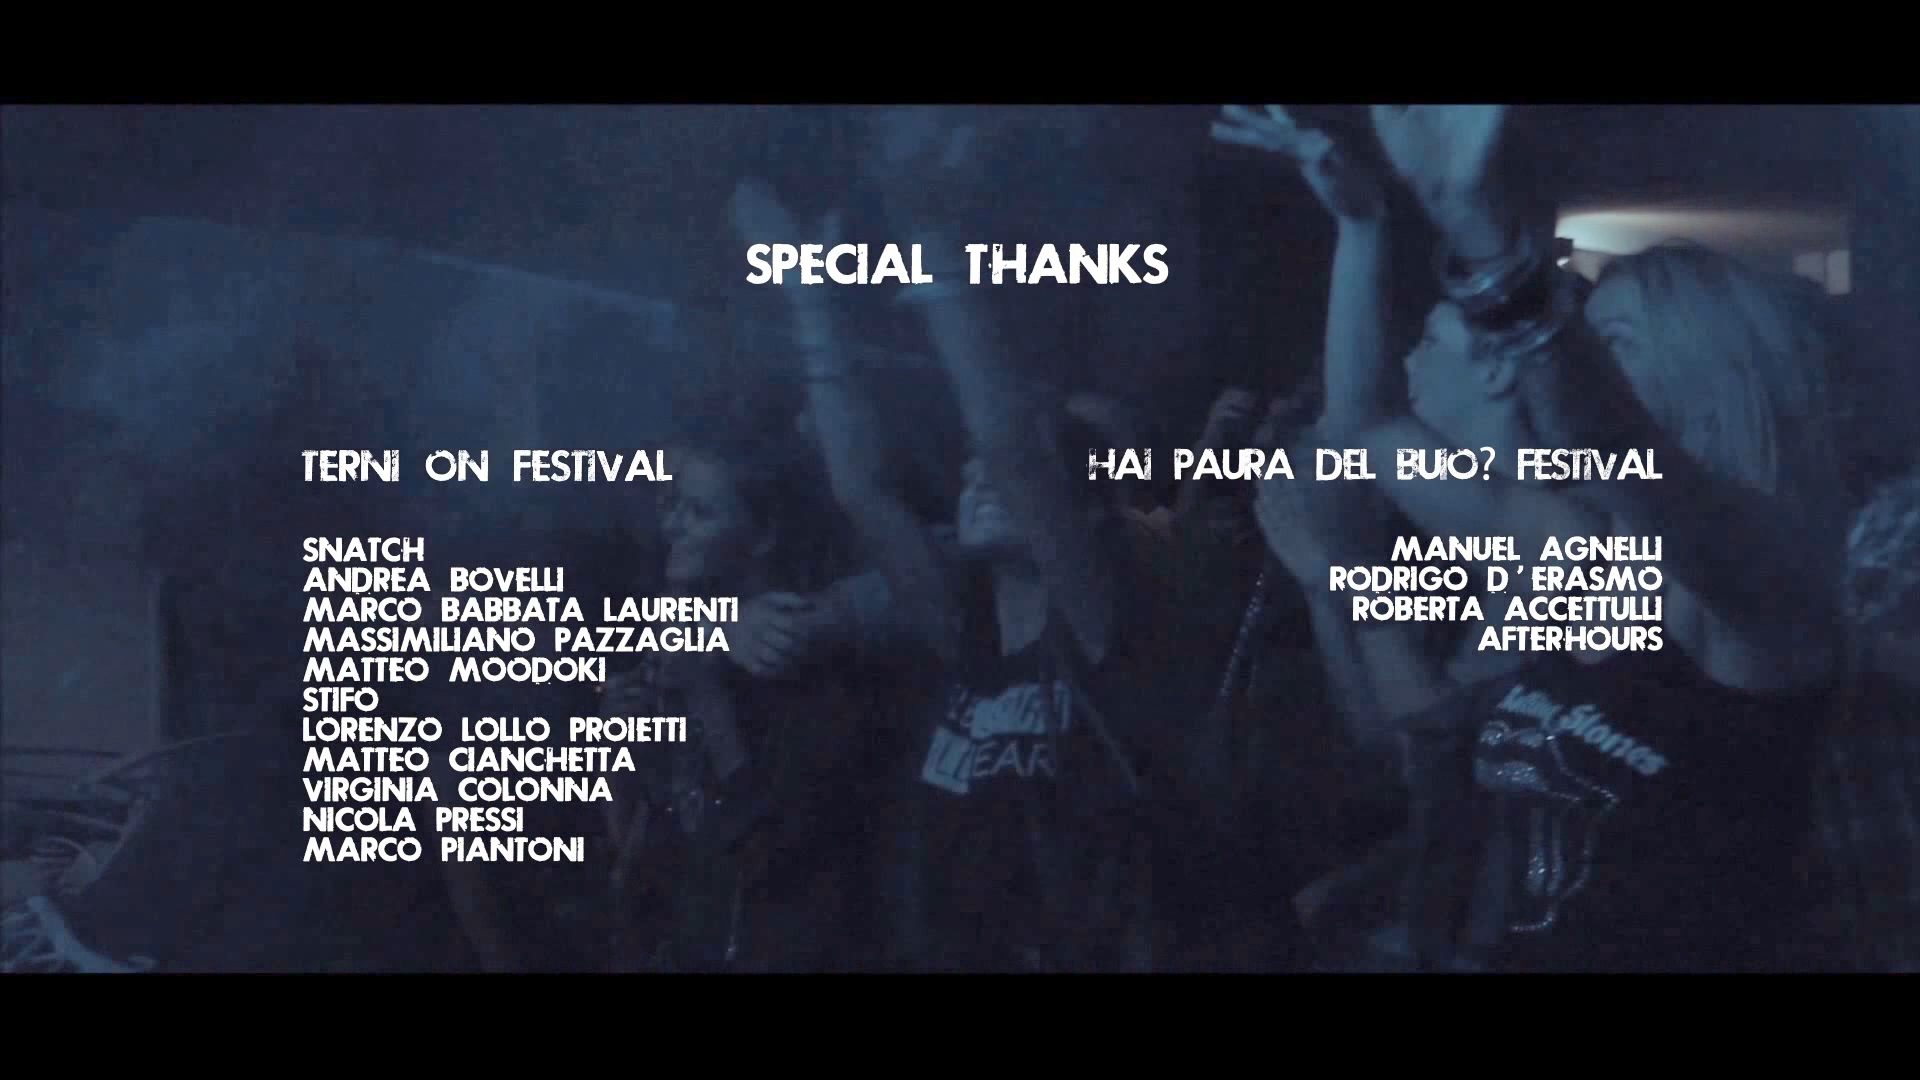 SPECIAL THANKS
TERNI ON FESTIVAL
SNATCH
ANDREA BOVELLI
MARCO BABBATA LAURENTI
MASSIMILIANO PAZZAGLIA
MATTEO MOODOKI
STIFO
LORENZO LOLLO PROIETTI
MATTEO CIANCHETTA
VIRGINIA COLONNA
NICOLA PRESSI
MARCO PIANTONI
HAI PAURA DEL BUIO? FESTIVAL
MANUEL AGNELLI
RODRIGO D'ERASMO
ROBERTA ACCETTULLI
AFTERHOURS
Stones